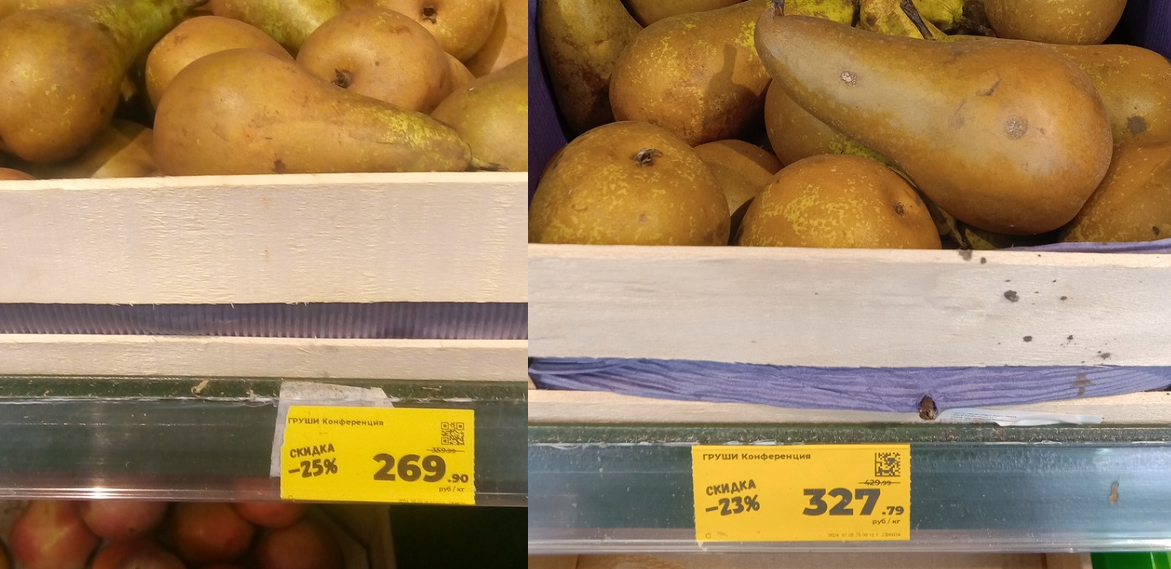 ГРУШИ Конференция
359.99
СКИДКА
-25%
269.90
руб / кг
ГРУШИ Конференция
429.99
СКИДКА
-23%
327.79
руб / кг